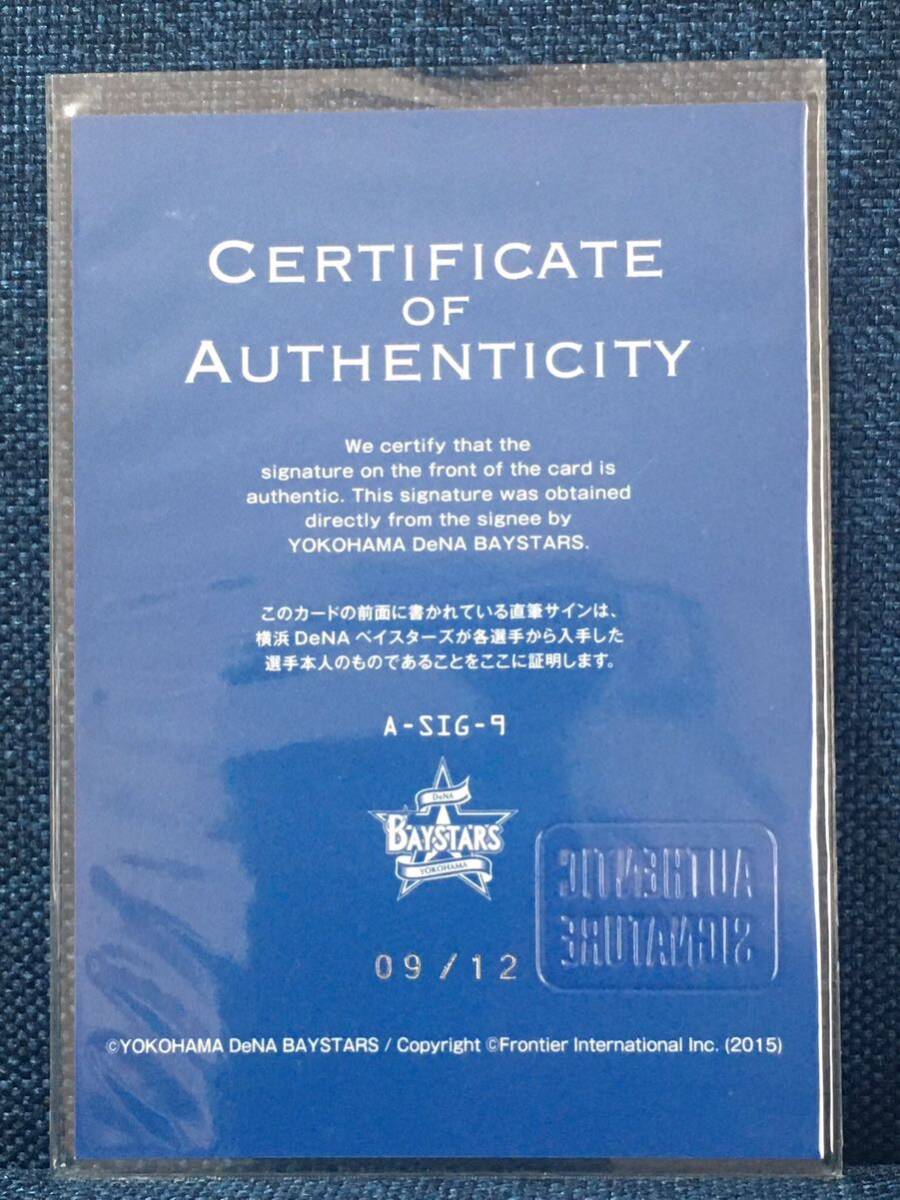 CERTIFICATE
OF
AUTHENTICITY
We certify that the
signature on the front of the card is
authentic. This signature was obtained
directly from the signee by
YOKOHAMA DeNA BAYSTARS.
このカードの前面に書かれている直筆サインは、
横浜 DeNA ベイスターズが各選手から入手した
選手本人のものであることをここに証明します。
A-SIG-9
DeNA
BAYSTARS
YOKOHAMA
AUTHENTIC
SIGNATURE
09/12
©YOKOHAMA DeNA BAYSTARS / Copyright ©Frontier International Inc. (2015)